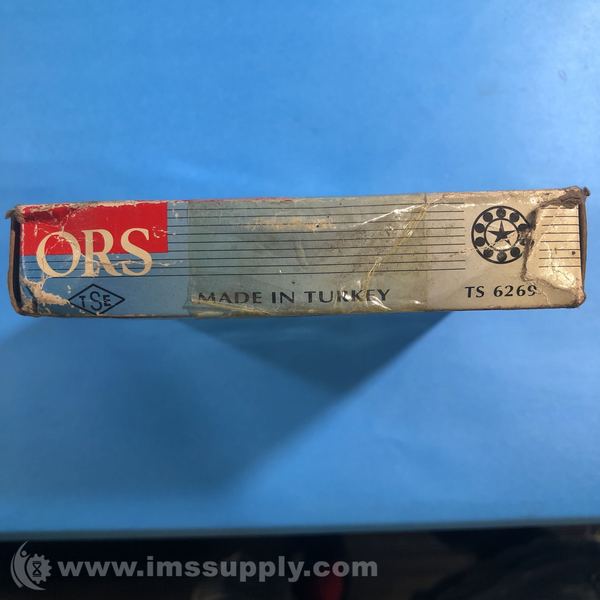 ORS
TSE
MADE IN TURKEY
TS 6269
www.imssupply.com